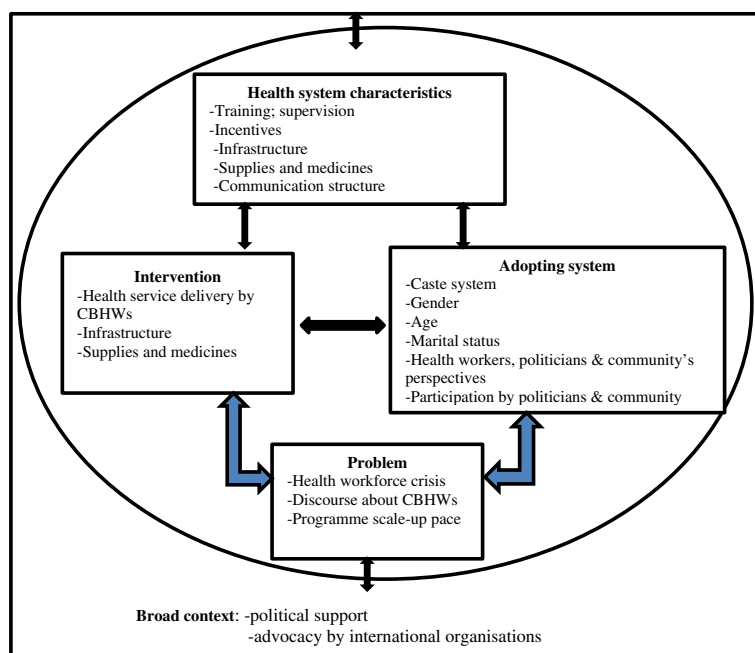 Health system characteristics
-Training; supervision
-Incentives
-Infrastructure
-Supplies and medicines
-Communication structure
Intervention
-Health service delivery by
CBHWs
-Infrastructure
-Supplies and medicines
Adopting system
-Caste system
-Gender
-Age
-Marital status
-Health workers, politicians & community's
perspectives
-Participation by politicians & community
Problem
-Health workforce crisis
-Discourse about CBHWs
-Programme scale-up pace
Broad context: -political support
-advocacy by international organisations